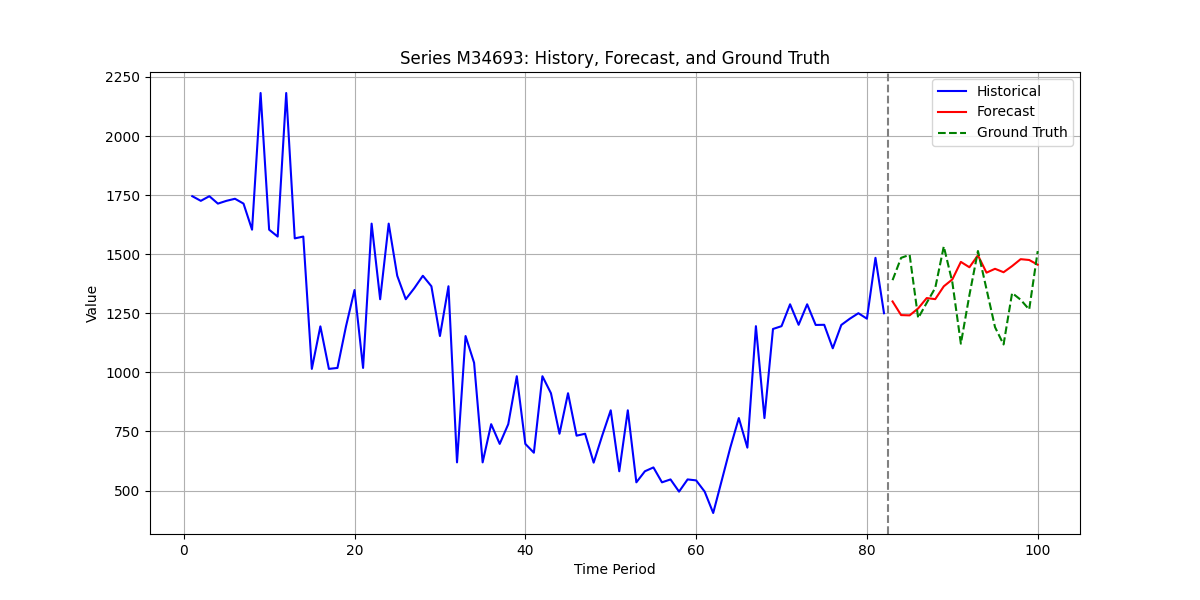 Series M34693: History, Forecast, and Ground Truth
Historical
Forecast
Ground Truth
Value
2250
2000
1750
1500
1250
1000
750
500
0 20 40 60 80 100
Time Period